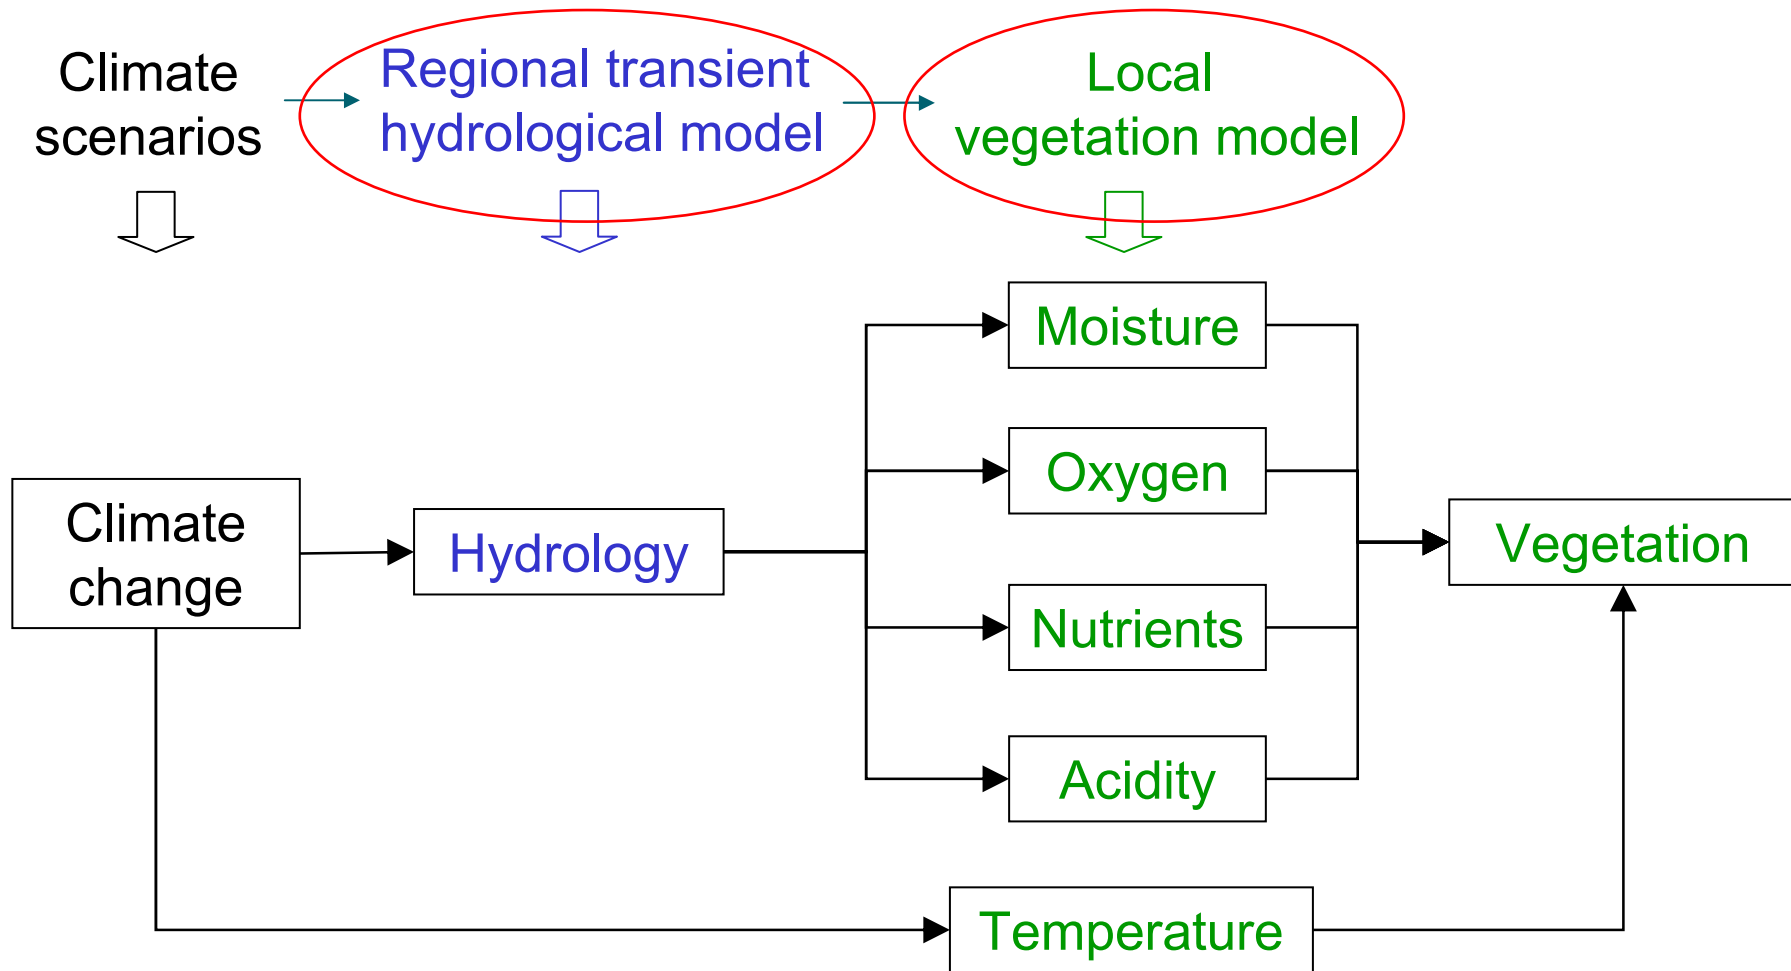 Climate
scenarios
Regional transient
hydrological model
Local
vegetation model
Moisture
Oxygen
Climate
change
Hydrology
Vegetation
Nutrients
Acidity
Temperature